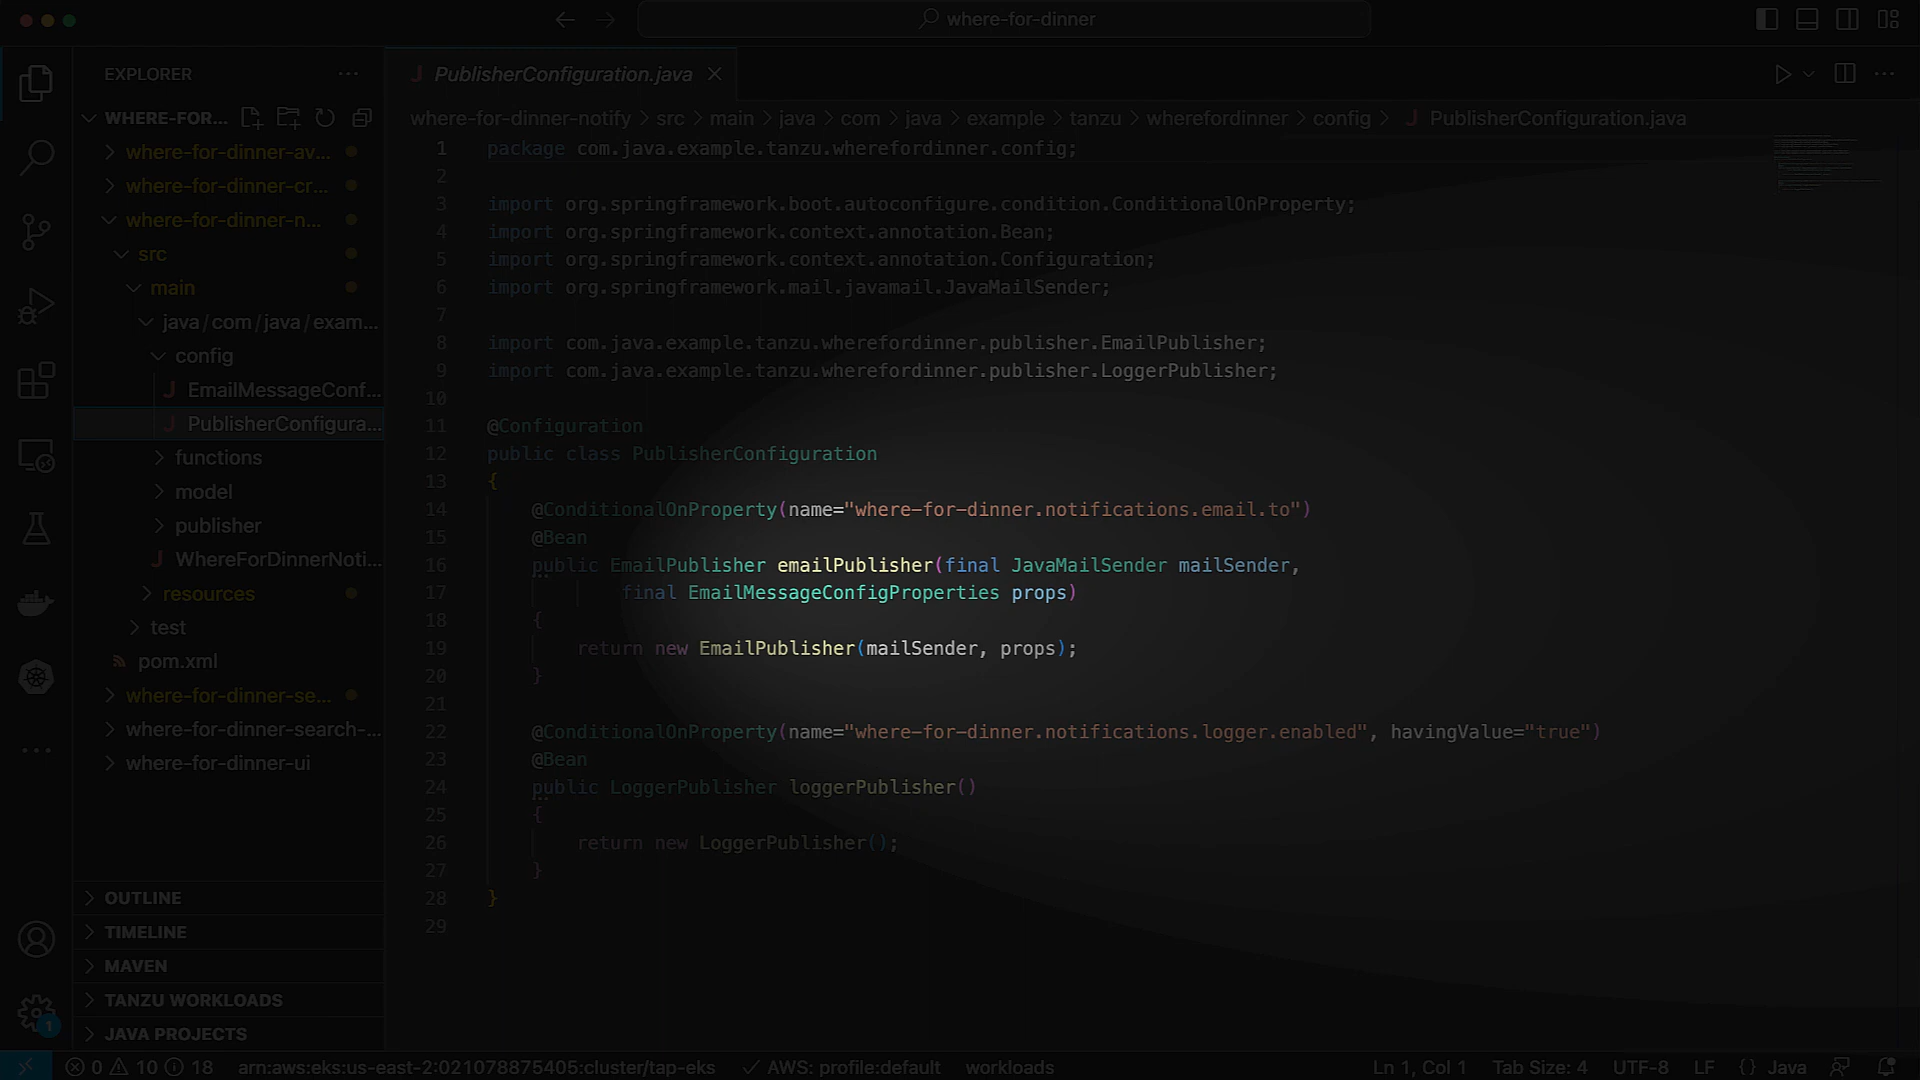 where-for-dinner
EXPLORER
PublisherConfiguration.java
WHERE-FOR...
where-for-dinner-notify > src > main > java > com > java > example > tanzu > wherefordinner > config > PublisherConfiguration.java
where-for-dinner-av...
where-for-dinner-cr...
where-for-dinner-n...
src
main
java/com/java/exam...
config
EmailMessageConf...
PublisherConfigura...
functions
model
publisher
WhereForDinnerNoti...
resources
test
pom.xml
where-for-dinner-se...
where-for-dinner-search-...
where-for-dinner-ui
OUTLINE
TIMELINE
MAVEN
TANZU WORKLOADS
JAVA PROJECTS
1 package com.java.example.tanzu.wherefordinner.config;
2
3 import org.springframework.boot.autoconfigure.condition.ConditionalOnProperty;
4 import org.springframework.context.annotation.Bean;
5 import org.springframework.context.annotation.Configuration;
6 import org.springframework.mail.javamail.JavaMailSender;
7
8 import com.java.example.tanzu.wherefordinner.publisher.EmailPublisher;
9 import com.java.example.tanzu.wherefordinner.publisher.LoggerPublisher;
10
11 @Configuration
12 public class PublisherConfiguration
13 {
14 @ConditionalOnProperty(name="where-for-dinner.notifications.email.to")
15 @Bean
16 public EmailPublisher emailPublisher(final JavaMailSender mailSender,
17 final EmailMessageConfigProperties props)
18 {
19 return new EmailPublisher(mailSender, props);
20 }
21
22 @ConditionalOnProperty(name="where-for-dinner.notifications.logger.enabled", havingValue="true")
23 @Bean
24 public LoggerPublisher loggerPublisher()
25 {
26 return new LoggerPublisher();
27 }
28 }
29
1
0 10 18 arn:aws:eks:us-east-2:021078875405:cluster/tap-eks AWS: profile:default workloads Ln 1, Col 1 Tab Size: 4 UTF-8 LF {} Java